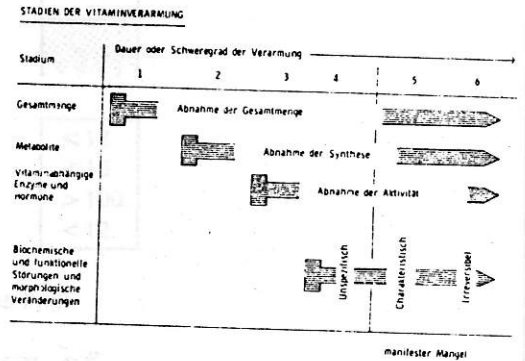 STADIEN DER VITAMINVERARMUNG
Dauer oder Schweregrad der Verarmung
Stadium
1 2 3 4 5 6
Gesamtmenge
Abnahme der Gesamtmenge
Metabolite
Abnahme der Synthese
Vitaminabhängige
Enzyme und
Hormone
Abnahme der Aktivität
Biochemische
und funktionelle
Störungen und
morphologische
Veränderungen
Unspezifisch
Charakteristisch
Irreversibel
manifester Mangel